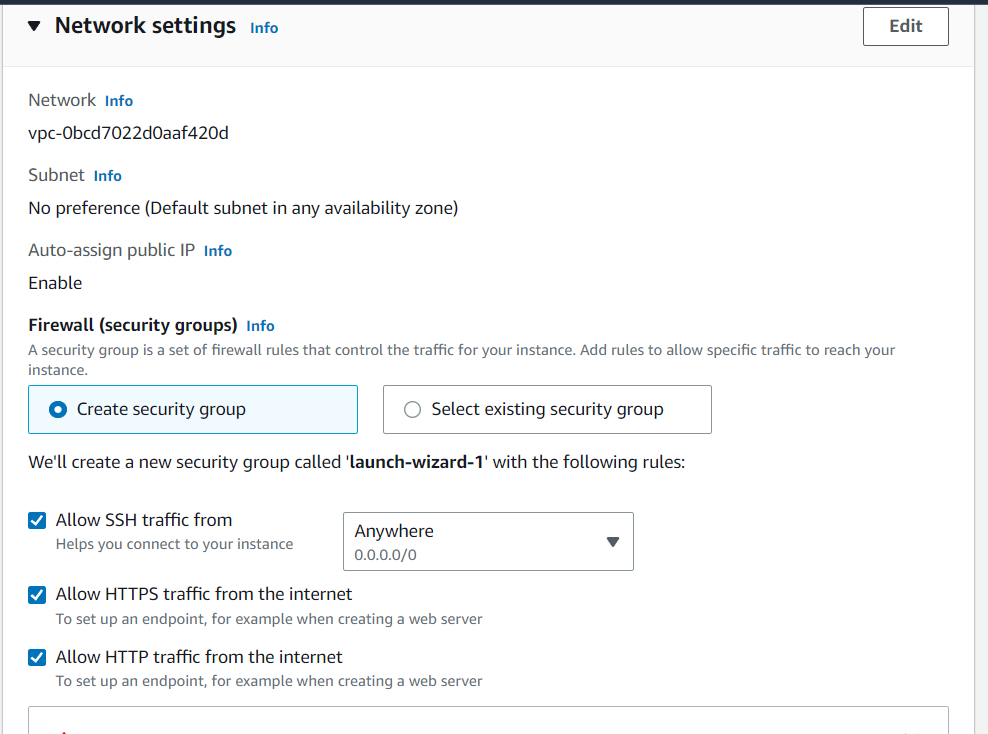 Network settings Info
Edit
Network Info
vpc-0bcd7022d0aaf420d
Subnet Info
No preference (Default subnet in any availability zone)
Auto-assign public IP Info
Enable
Firewall (security groups) Info
A security group is a set of firewall rules that control the traffic for your instance. Add rules to allow specific traffic to reach your
instance.
Create security group
Select existing security group
We'll create a new security group called 'launch-wizard-1' with the following rules:
Allow SSH traffic from
Helps you connect to your instance
Anywhere
0.0.0.0/0
Allow HTTPS traffic from the internet
To set up an endpoint, for example when creating a web server
Allow HTTP traffic from the internet
To set up an endpoint, for example when creating a web server